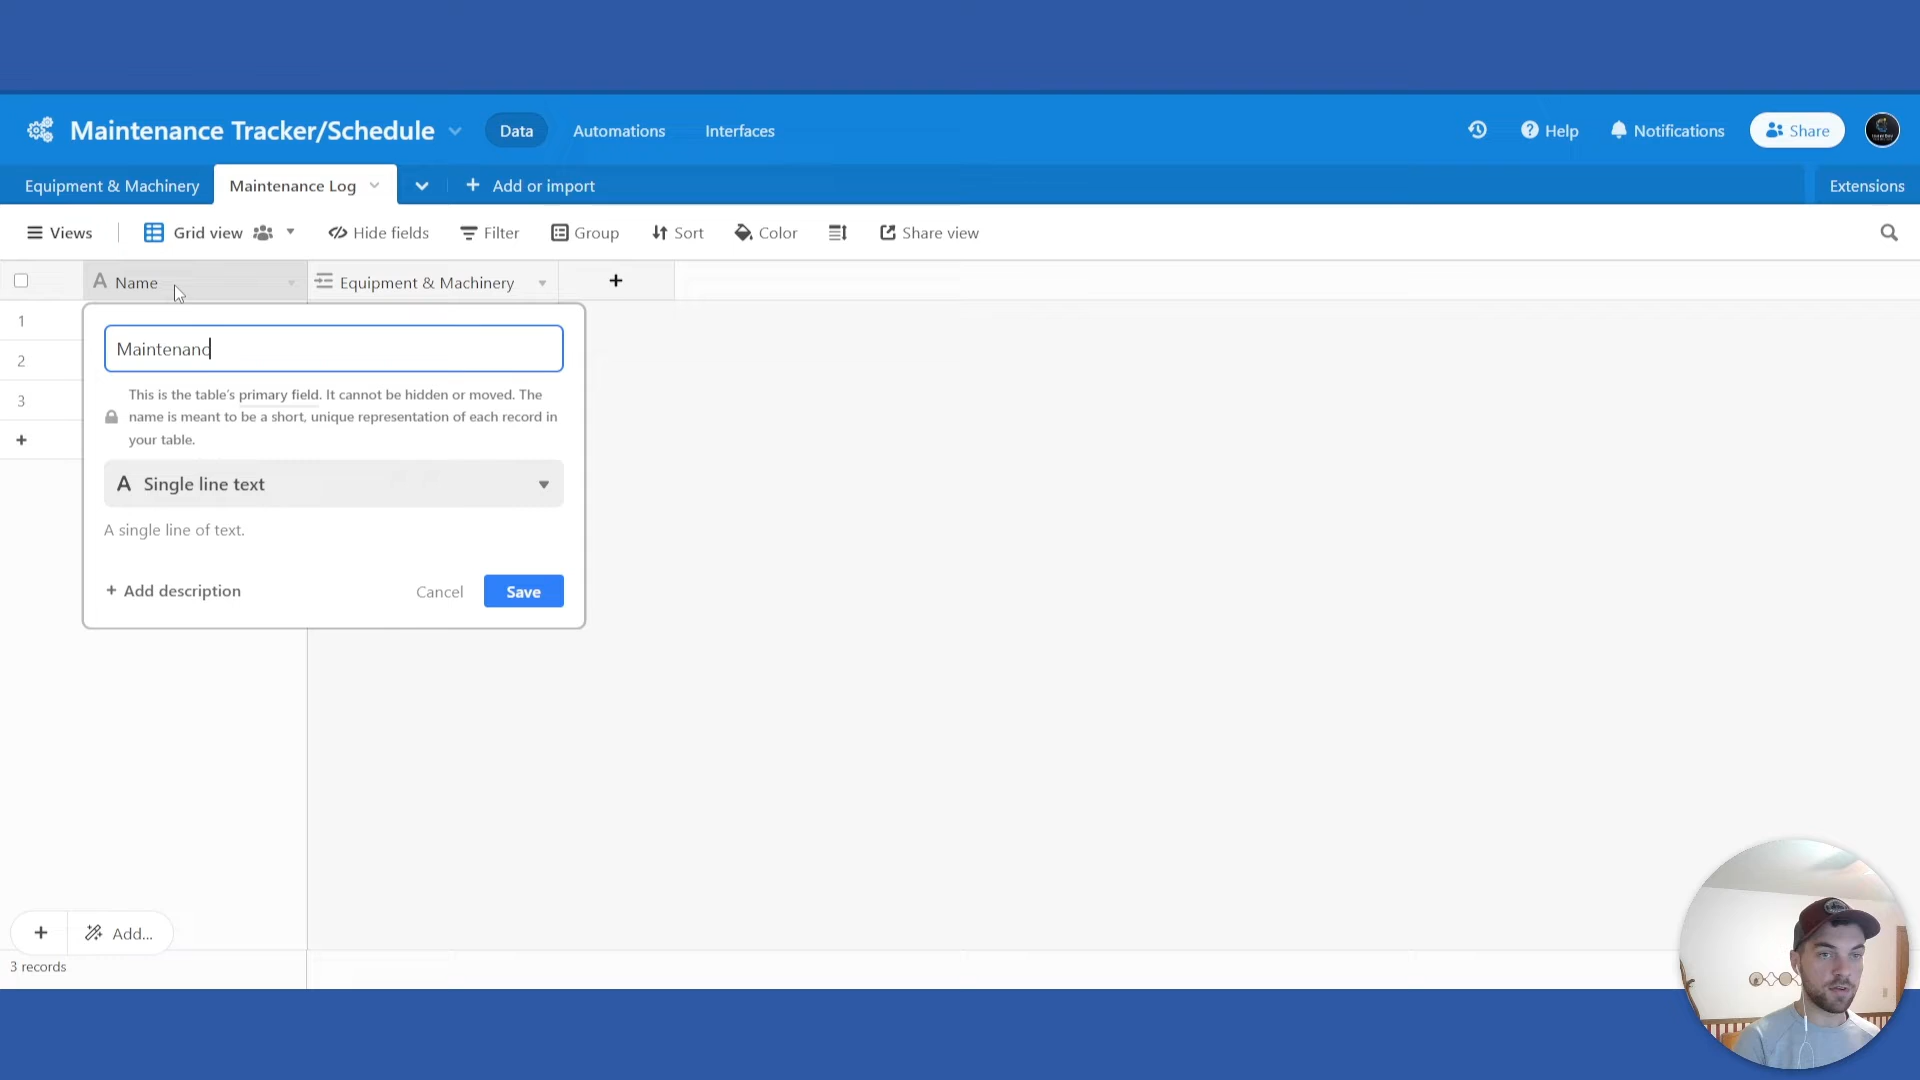 Maintenance Tracker/Schedule
Data
Automations
Interfaces
Help
Notifications
Share
Equipment & Machinery
Maintenance Log
Add or import
Extensions
Views
Grid view
Hide fields
Filter
Group
Sort
Color
Share view
A Name
Equipment & Machinery
+
1
2
3
+
Maintenanc
This is the table's primary field. It cannot be hidden or moved. The
name is meant to be a short, unique representation of each record in
your table.
A Single line text
A single line of text.
+ Add description
Cancel
Save
+
Add...
3 records